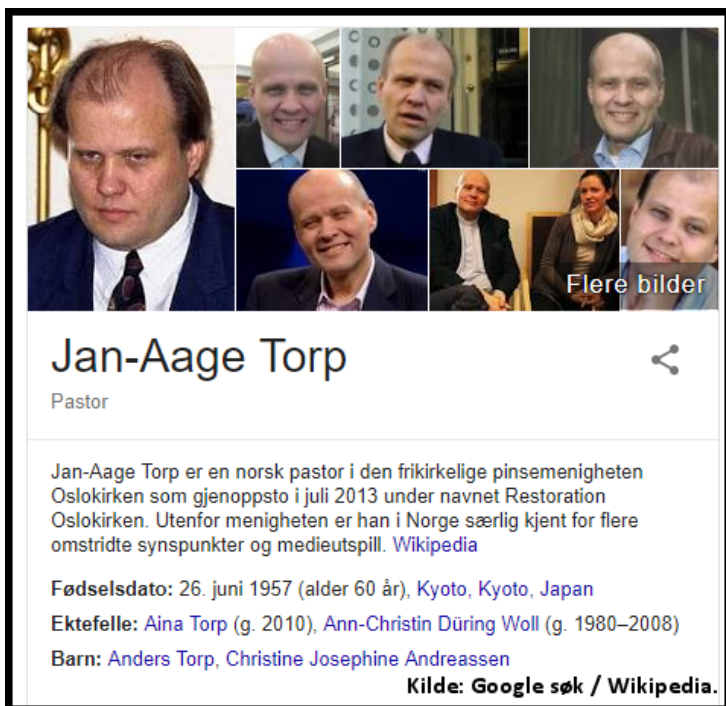 Flere bilder
Jan-Aage Torp
Pastor
Jan-Aage Torp er en norsk pastor i den frikirkelige pinsemenigheten
Oslokirken som gjenoppsto i juli 2013 under navnet Restoration
Oslokirken. Utenfor menigheten er han i Norge særlig kjent for flere
omstridte synspunkter og medieutspill. Wikipedia
Fødselsdato: 26. juni 1957 (alder 60 år), Kyoto, Kyoto, Japan
Ektefelle: Aina Torp (g. 2010), Ann-Christin Düring Woll (g. 1980–2008)
Barn: Anders Torp, Christine Josephine Andreassen
Kilde: Google søk / Wikipedia.